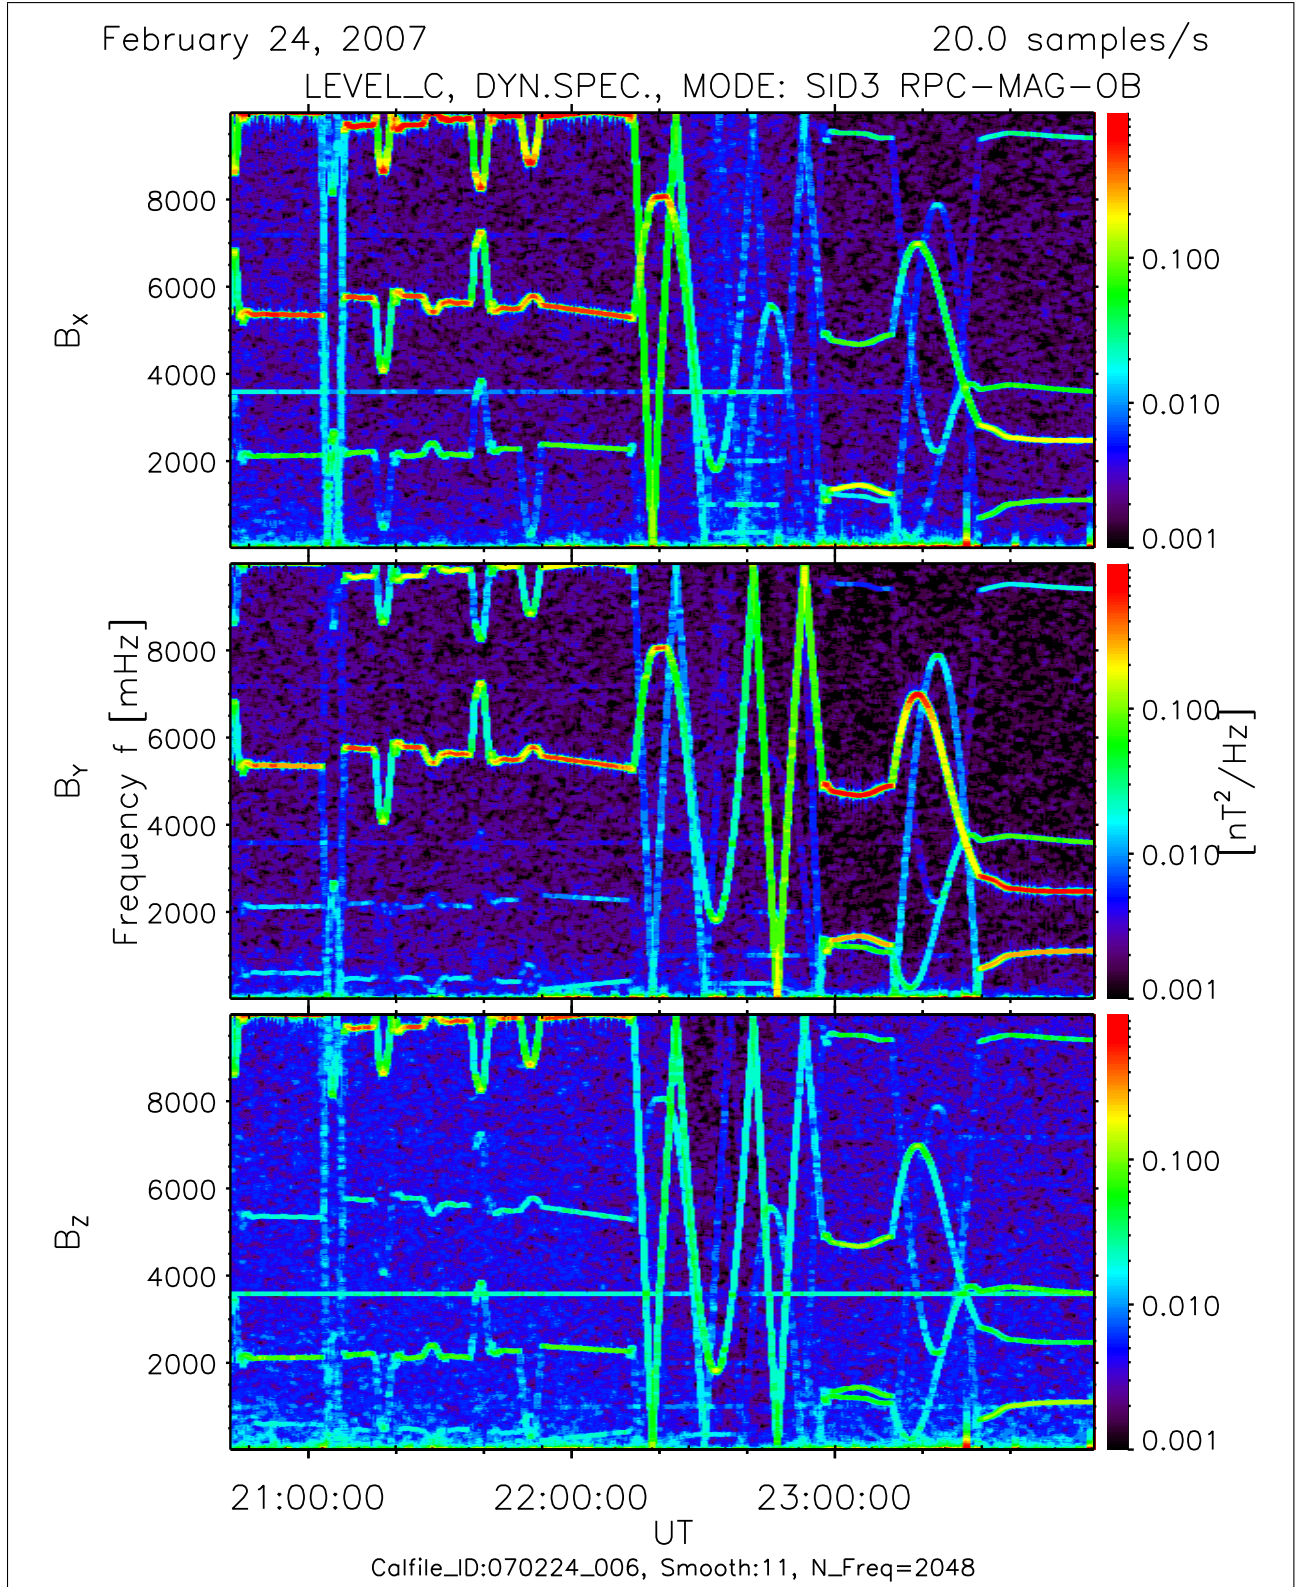 February 24, 2007
20.0 samples/s
LEVEL_C, DYN.SPEC., MODE: SID3 RPC-MAG-OB
8000
6000
4000
2000
BX
0.100
0.010
0.001
8000
6000
4000
2000
BY
Frequency f [mHz]
0.100
0.010
0.001
[nT2/Hz]
8000
6000
4000
2000
BZ
0.100
0.010
0.001
21:00:00 22:00:00 23:00:00
UT
Calfile_ID:070224_006, Smooth:11, N_Freq=2048